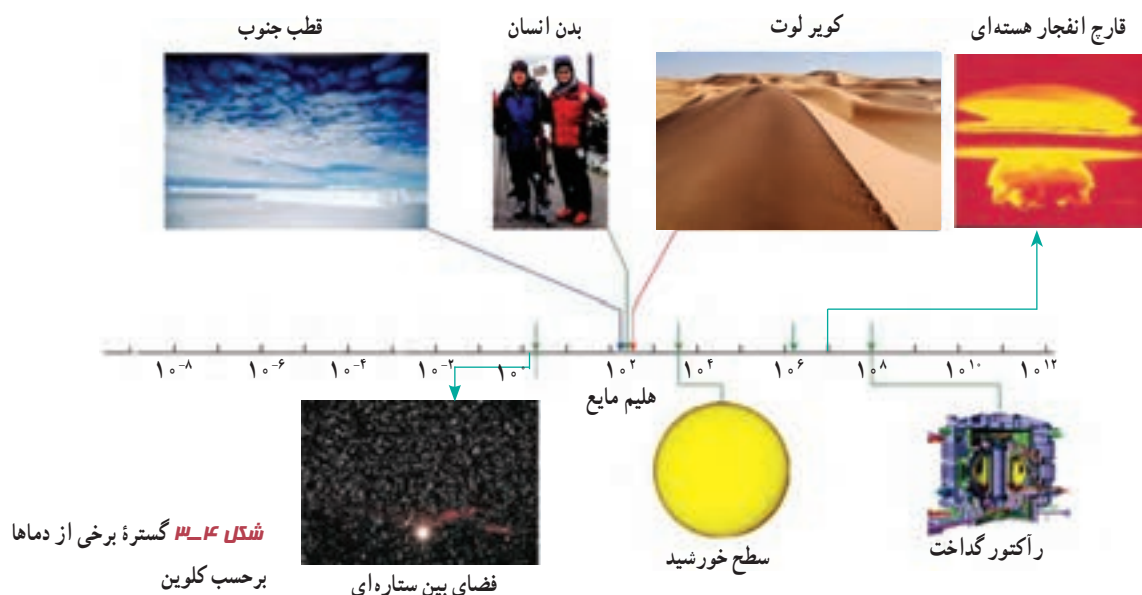 قارچ انفجار هسته‌ای
کویر لوت
بدن انسان
قطب جنوب
۱۰⁻⁸ ۱۰⁻⁶ ۱۰⁻⁴ ۱۰⁻² ۱۰⁰ ۱۰² ۱۰⁴ ۱۰⁶ ۱۰⁸ ۱۰¹⁰ ۱۰¹²
هلیم مایع
رآکتور گداخت
سطح خورشید
فضای بین ستاره‌ای
شکل ۴ـ۳ گسترهٔ برخی از دماها
برحسب کلوین